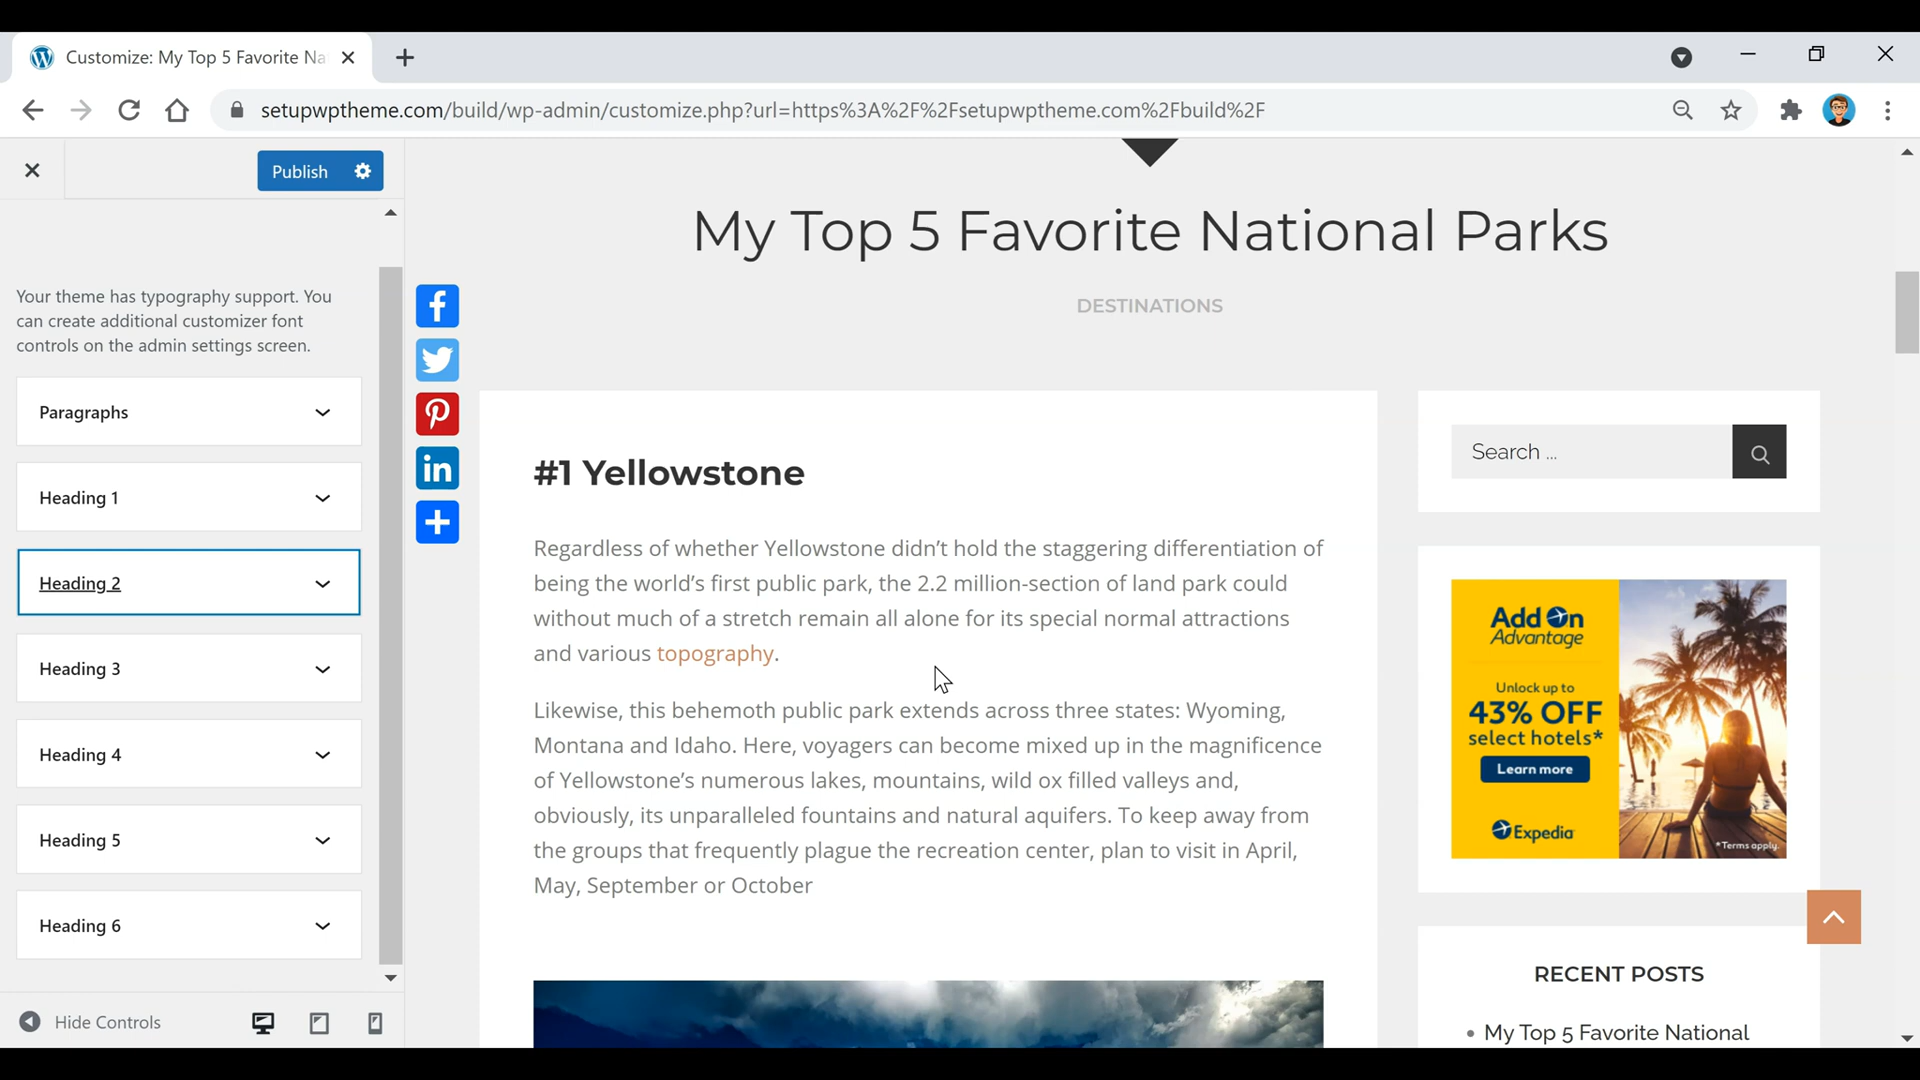 Customize: My Top 5 Favorite Na
setupwptheme.com/build/wp-admin/customize.php?url=https%3A%2F%2Fsetupwptheme.com%2Fbuild%2F
Publish
Your theme has typography support. You
can create additional customizer font
controls on the admin settings screen.
Paragraphs
Heading 1
Heading 2
Heading 3
Heading 4
Heading 5
Heading 6
Hide Controls
My Top 5 Favorite National Parks
DESTINATIONS
#1 Yellowstone
Regardless of whether Yellowstone didn’t hold the staggering differentiation of
being the world’s first public park, the 2.2 million-section of land park could
without much of a stretch remain all alone for its special normal attractions
and various topography.
Likewise, this behemoth public park extends across three states: Wyoming,
Montana and Idaho. Here, voyagers can become mixed up in the magnificence
of Yellowstone’s numerous lakes, mountains, wild ox filled valleys and,
obviously, its unparalleled fountains and natural aquifers. To keep away from
the groups that frequently plague the recreation center, plan to visit in April,
May, September or October
Search ...
Add On
Advantage
Unlock up to
43% OFF
select hotels*
Learn more
Expedia
*Terms apply.
RECENT POSTS
My Top 5 Favorite National